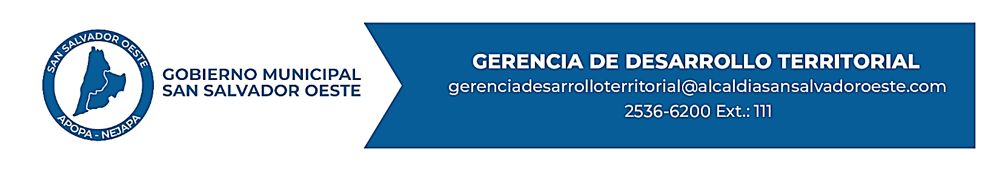 SAN SALVADOR OESTE
APOPA - NEJAPA
GOBIERNO MUNICIPAL
SAN SALVADOR OESTE
GERENCIA DE DESARROLLO TERRITORIAL
gerenciadesarrolloterritorial@alcaldiasansalvadoroeste.com
2536-6200 Ext.: 111